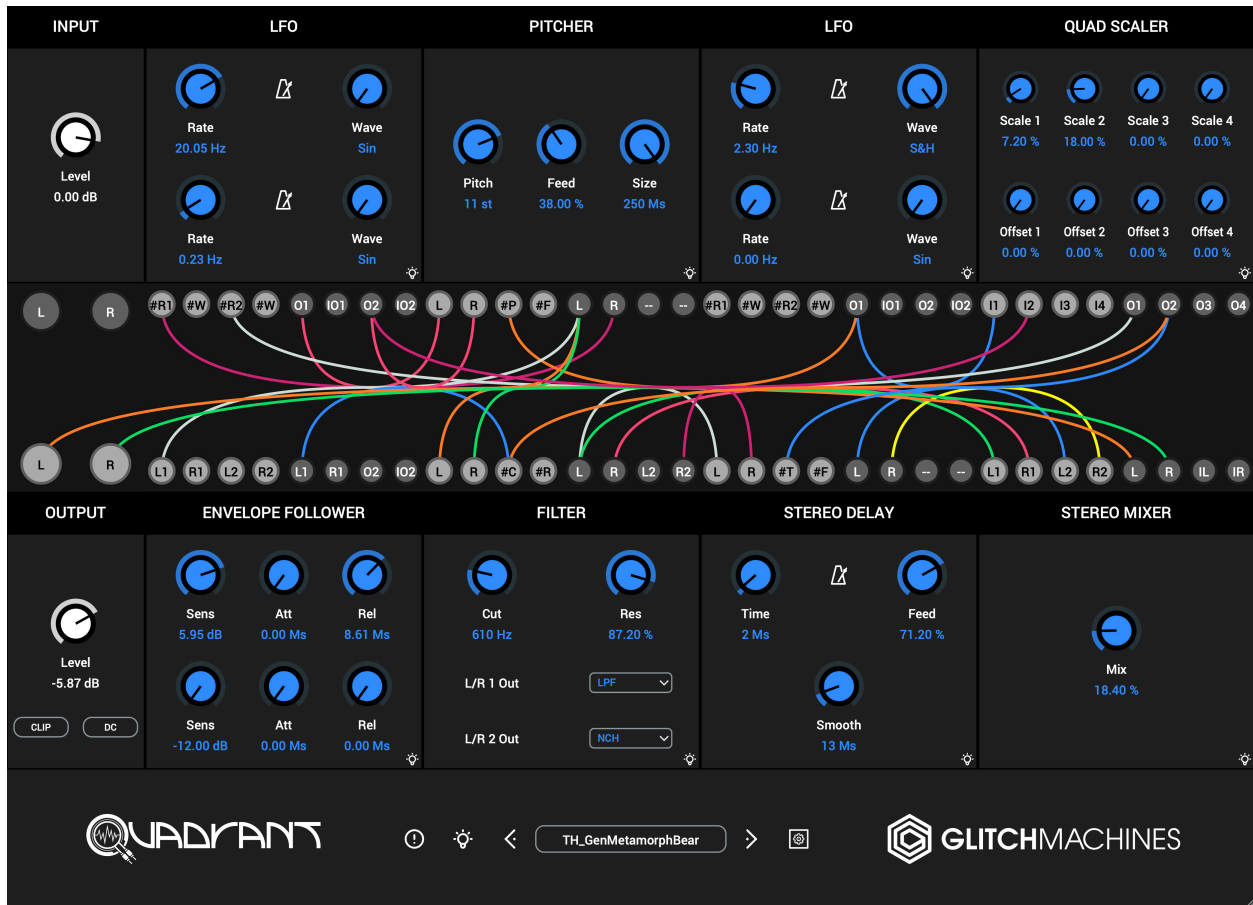 INPUT LFO PITCHER LFO QUAD SCALER
Rate Wave Rate Wave Scale 1 Scale 2 Scale 3 Scale 4
20.05 Hz Sin 2.30 Hz S&H 7.20 % 18.00 % 0.00 % 0.00 %
Level Pitch Feed Size
0.00 dB 11 st 38.00 % 250 Ms
Rate Wave Rate Wave Offset 1 Offset 2 Offset 3 Offset 4
0.23 Hz Sin 0.00 Hz Sin 0.00 % 0.00 % 0.00 % 0.00 %
L R #R1 #W #R2 #W O1 IO1 O2 IO2 L R #P #F L R -- -- #R1 #W #R2 #W O1 IO1 O2 IO2 I1 I2 I3 I4 O1 O2 O3 O4
L R L1 R1 L2 R2 L1 R1 O2 IO2 L R #C #R L R L2 R2 L R #T #F L R -- -- L1 R1 L2 R2 L R IL IR
OUTPUT ENVELOPE FOLLOWER FILTER STEREO DELAY STEREO MIXER
Sens Att Rel Cut Res Time Feed
5.95 dB 0.00 Ms 8.61 Ms 610 Hz 87.20 % 2 Ms 71.20 %
Level Mix
-5.87 dB L/R 1 Out LPF 18.40 %
CLIP DC Sens Att Rel L/R 2 Out NCH Smooth
-12.00 dB 0.00 Ms 0.00 Ms 13 Ms
QUADRANT TH_GenMetamorphBear GLITCHMACHINES